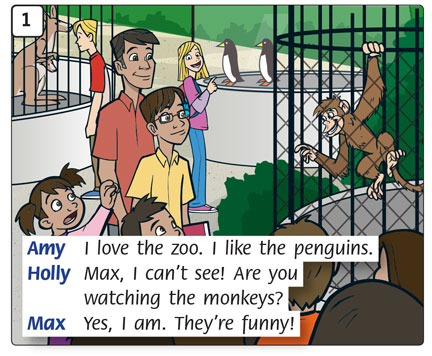 1
Amy I love the zoo. I like the penguins.
Holly Max, I can't see! Are you
watching the monkeys?
Max Yes, I am. They're funny!